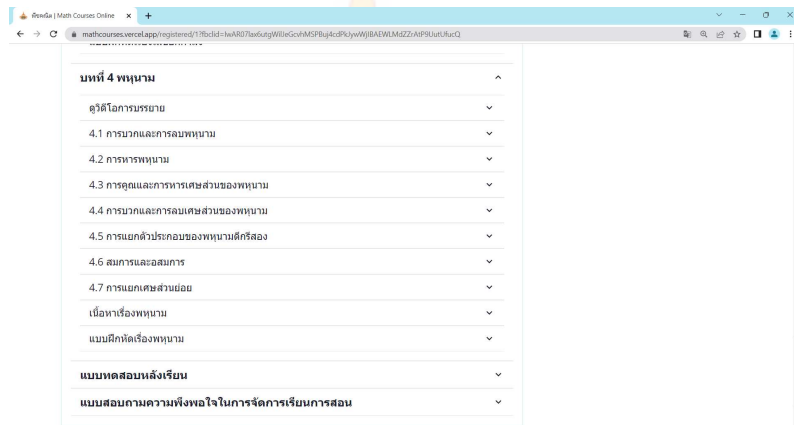 พีชคณิต | Math Courses Online
mathcourses.vercel.app/registered/1?fbclid=
บทที่ 4 พหุนาม
ดูวิดีโอการบรรยาย
4.1 การบวกและการลบพหุนาม
4.2 การหารพหุนาม
4.3 การคูณและการหารเศษส่วนของพหุนาม
4.4 การบวกและการลบเศษส่วนของพหุนาม
4.5 การแยกตัวประกอบของพหุนามดีกรีสอง
4.6 สมการและอสมการ
4.7 การแยกเศษส่วนย่อย
เนื้อหาเรื่องพหุนาม
แบบฝึกหัดเรื่องพหุนาม
แบบทดสอบหลังเรียน
แบบสอบถามความพึงพอใจในการจัดการเรียนการสอน